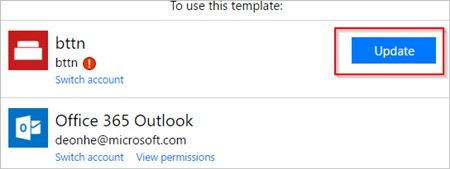 To use this template:
bttn
bttn !
Switch account
Update
Office 365 Outlook
deonhe@microsoft.com
Switch account View permissions